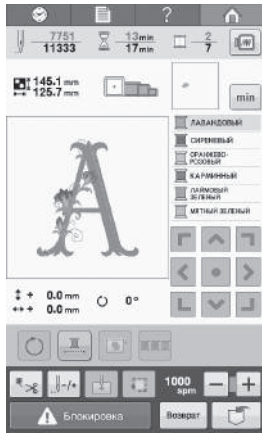 ?
7751
11333
13min
17min
2
7
145.1 mm
125.7 mm
min
ЛАВАНДОВЫЙ
СИРЕНЕВЫЙ
ОРАНЖЕВО-
РОЗОВЫЙ
КАРМИННЫЙ
ЛАЙМОВЫЙ
ЗЕЛЕНЫЙ
МЯТНЫЙ ЗЕЛЕНЫЙ
A
+ 0.0 mm
+ 0.0 mm
0°
1000
spm
Блокировка
Возврат